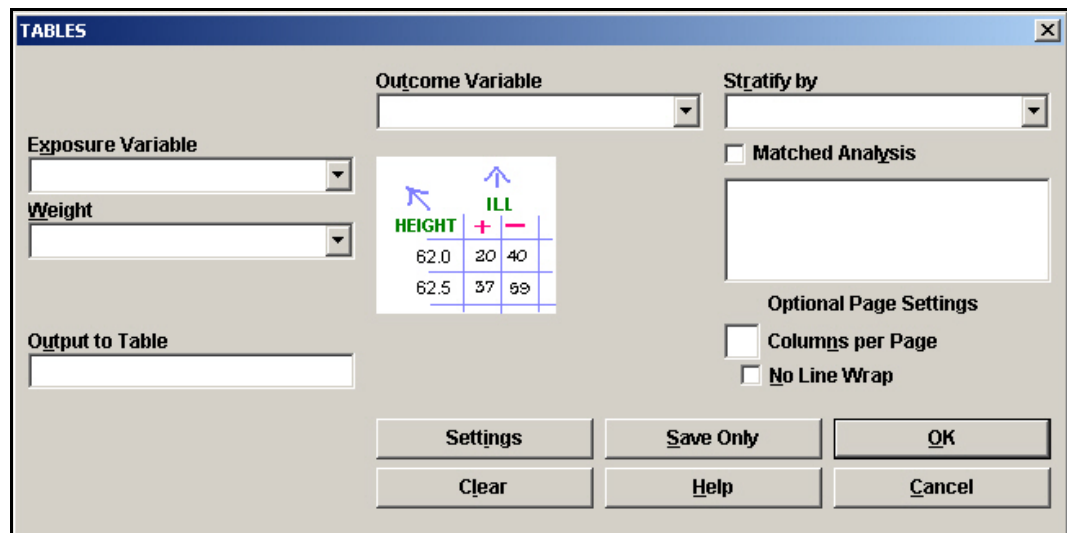 TABLES
Outcome Variable
Stratify by
Exposure Variable
Matched Analysis
Weight
ILL
HEIGHT + −
62.0 20 40
62.5 37 69
Optional Page Settings
Output to Table
Columns per Page
No Line Wrap
Settings
Save Only
OK
Clear
Help
Cancel